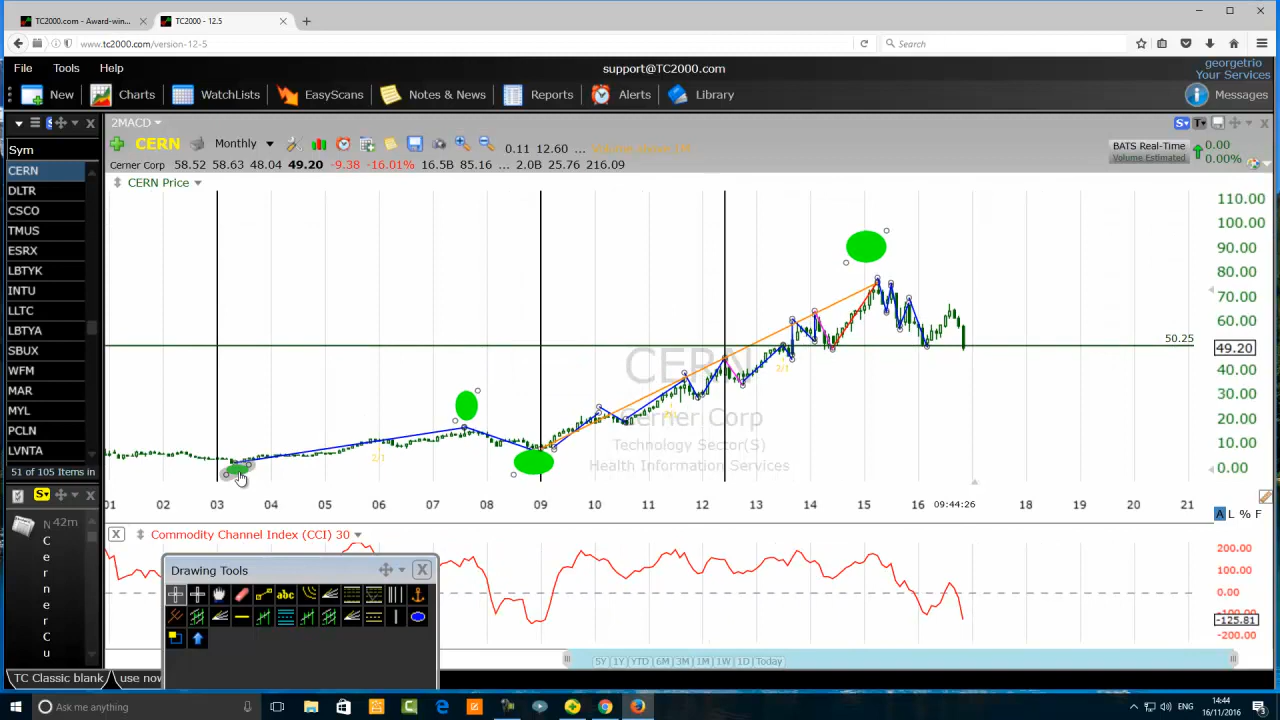 TC2000.com - Award-win...
TC2000 - 12.5
www.tc2000.com/version-12-5
Search
File Tools Help
support@TC2000.com
georgetrio
Your Services
New Charts WatchLists EasyScans Notes & News Reports Alerts Library
Messages
2MACD
CERN Monthly
0.11 12.60 ...
Cerner Corp 58.52 58.63 48.04 49.20 -9.38 -16.01% 16.5B 85.16 ... 2.0B 25.76 216.09
BATS Real-Time
Volume Estimated
0.00
0.00%
CERN Price
Sym
CERN
DLTR
CSCO
TMUS
ESRX
LBTYK
INTU
LLTC
LBTYA
SBUX
WFM
MAR
MYL
PCLN
LVNTA
51 of 105 Items in
110.00
100.00
90.00
80.00
70.00
60.00
50.25
49.20
40.00
30.00
20.00
10.00
0.00
CERN
Cerner Corp
Technology Sector(S)
Health Information Services
2/1
2/1
2/1
01 02 03 04 05 06 07 08 09 10 11 12 13 14 15 16 09:44:26 18 19 20 21
A L % F
N 42m
C
e
r
n
e
r
C
u
Commodity Channel Index (CCI) 30
200.00
100.00
0.00
-100.00
-125.81
-200.00
Drawing Tools
abc
5Y 1Y YTD 6M 3M 1M 1W 1D Today
TC Classic blank
use now
Ask me anything
14:44
16/11/2016